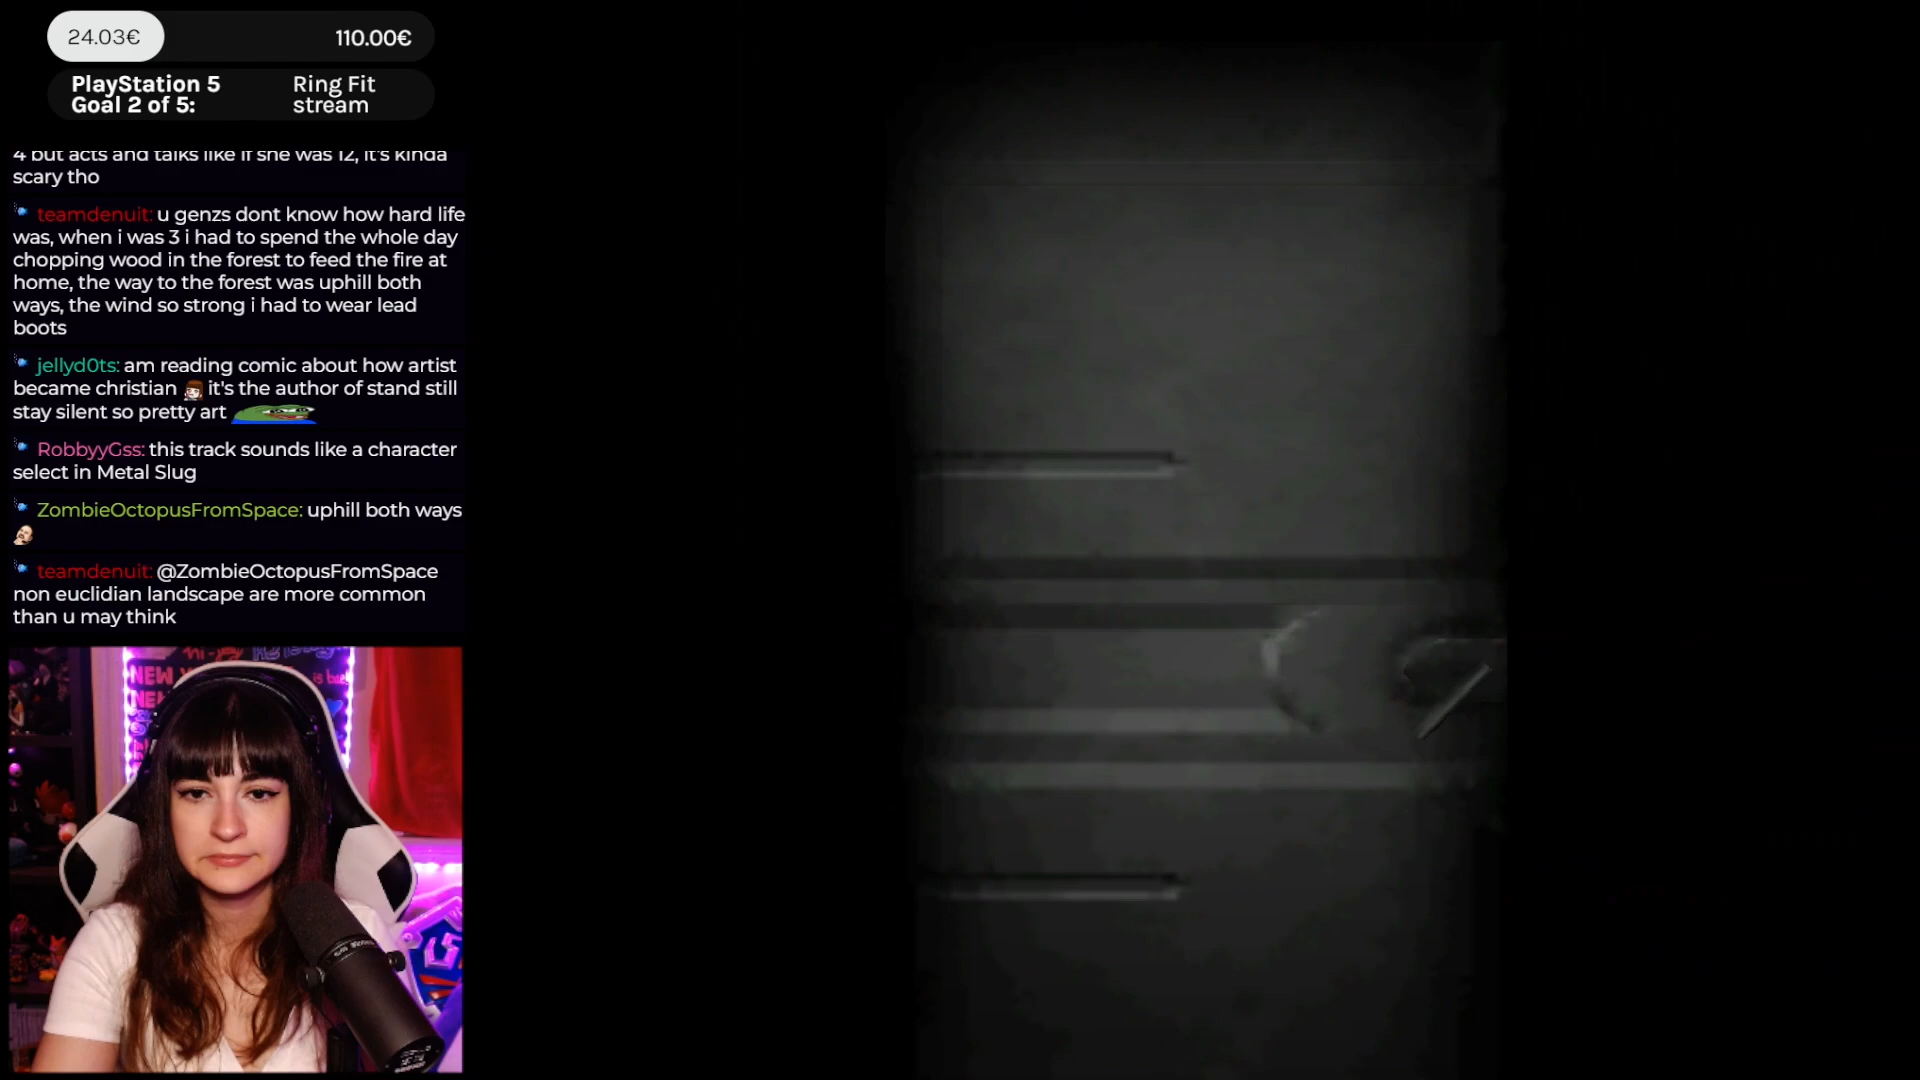 24.03€ 110.00€
PlayStation 5 Ring Fit
Goal 2 of 5: stream
4 but acts and talks like if she was 12, it's kinda
scary tho
teamdenuit: u genzs dont know how hard life
was, when i was 3 i had to spend the whole day
chopping wood in the forest to feed the fire at
home, the way to the forest was uphill both
ways, the wind so strong i had to wear lead
boots
jellyd0ts: am reading comic about how artist
became christian it's the author of stand still
stay silent so pretty art
RobbyyGss: this track sounds like a character
select in Metal Slug
ZombieOctopusFromSpace: uphill both ways
teamdenuit: @ZombieOctopusFromSpace
non euclidian landscape are more common
than u may think